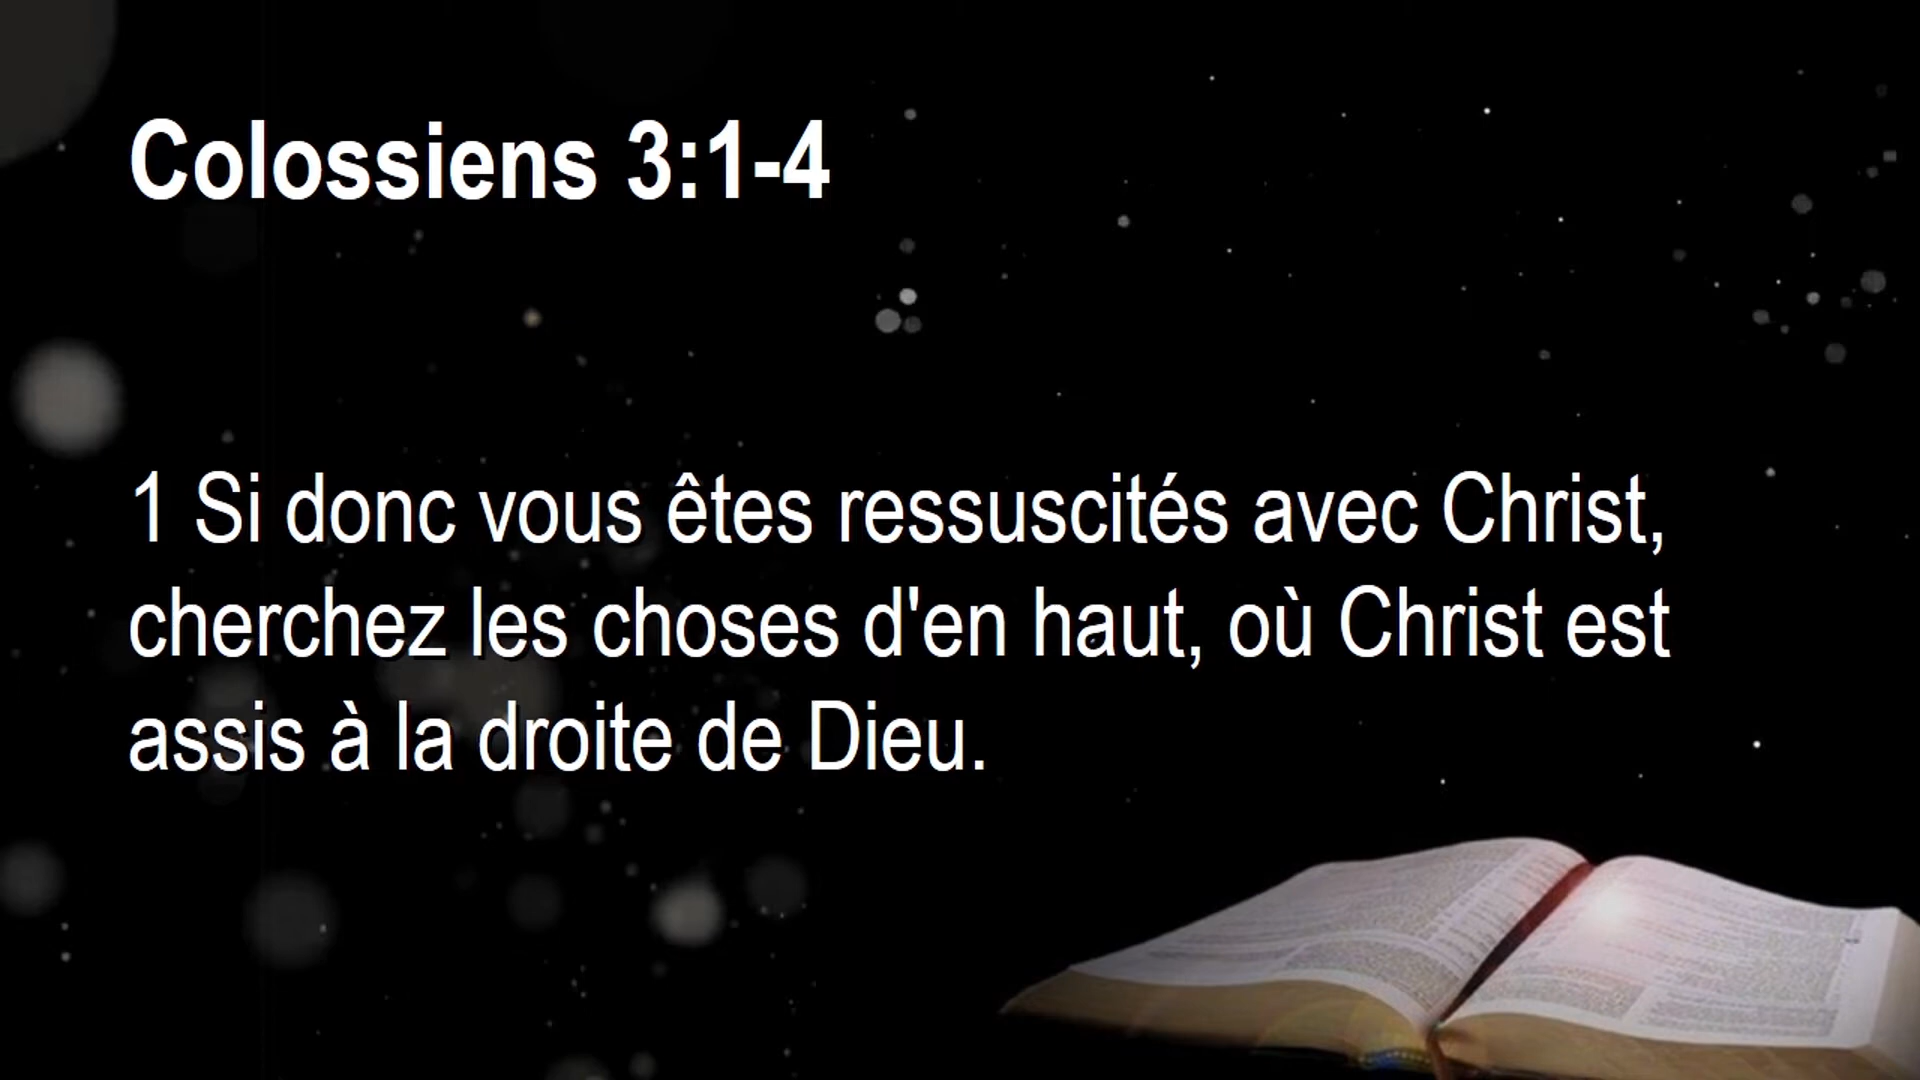 Colossiens 3:1-4
1 Si donc vous êtes ressuscités avec Christ,
cherchez les choses d'en haut, où Christ est
assis à la droite de Dieu.